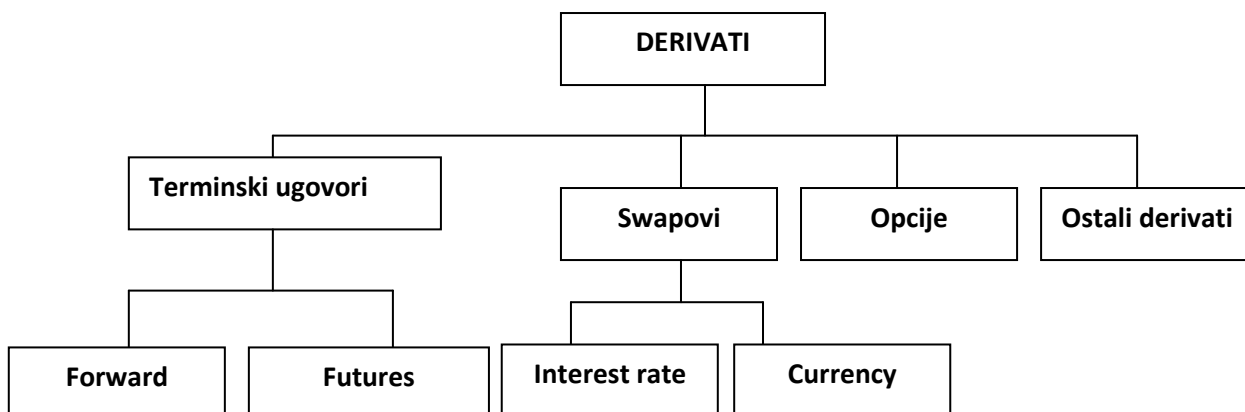 DERIVATI
Terminski ugovori
Swapovi
Opcije
Ostali derivati
Forward
Futures
Interest rate
Currency